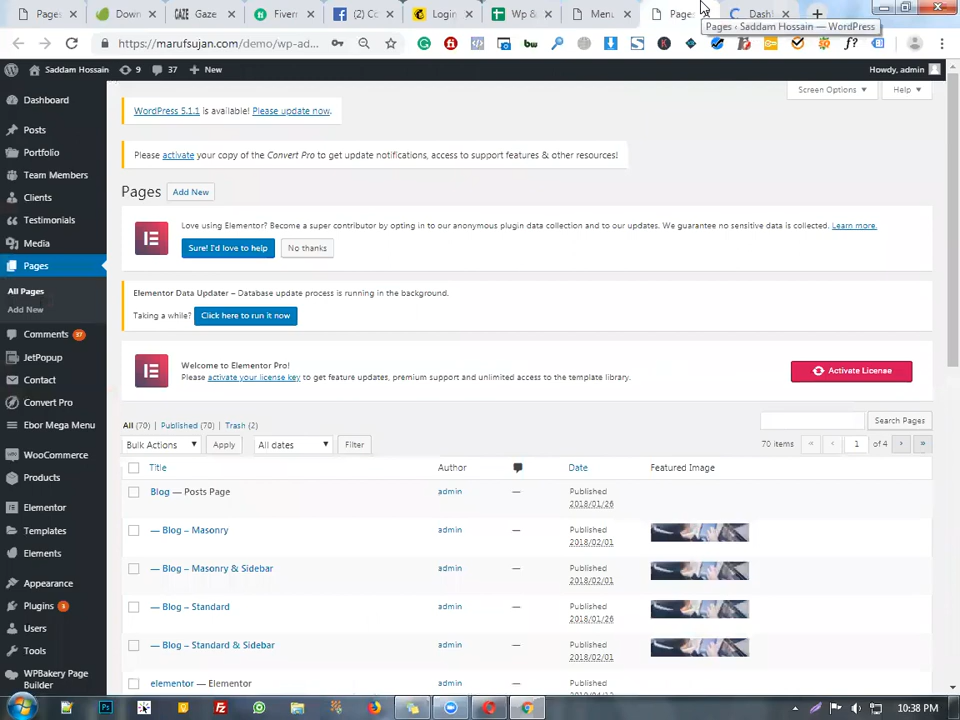 Pages
Down
Gaze
Fiverr
(2) C
Login
Wp &
Menu
Pages
Dash
https://marufsujan.com/demo/wp-ad...
Pages ‹ Saddam Hossain — WordPress
Saddam Hossain
9
37
New
Howdy, admin
Screen Options
Help
Dashboard
Posts
Portfolio
Team Members
Clients
Testimonials
Media
Pages
All Pages
Add New
Comments 37
JetPopup
Contact
Convert Pro
Ebor Mega Menu
WooCommerce
Products
Elementor
Templates
Elements
Appearance
Plugins 3
Users
Tools
WPBakery Page
Builder
WordPress 5.1.1 is available! Please update now.
Please activate your copy of the Convert Pro to get update notifications, access to support features & other resources!
Pages Add New
Love using Elementor? Become a super contributor by opting in to our anonymous plugin data collection and to our updates. We guarantee no sensitive data is collected. Learn more.
Sure! I'd love to help No thanks
Elementor Data Updater – Database update process is running in the background.
Taking a while? Click here to run it now
Welcome to Elementor Pro!
Please activate your license key to get feature updates, premium support and unlimited access to the template library.
Activate License
All (70) | Published (70) | Trash (2)
Search Pages
Bulk Actions Apply All dates Filter
70 items « ‹ 1 of 4 › »
Title Author Date Featured Image
Blog — Posts Page admin — Published
2018/01/26
— Blog – Masonry admin — Published
2018/02/01
— Blog – Masonry & Sidebar admin — Published
2018/02/01
— Blog – Standard admin — Published
2018/01/26
— Blog – Standard & Sidebar admin — Published
2018/02/01
elementor — Elementor admin — Published
10:38 PM